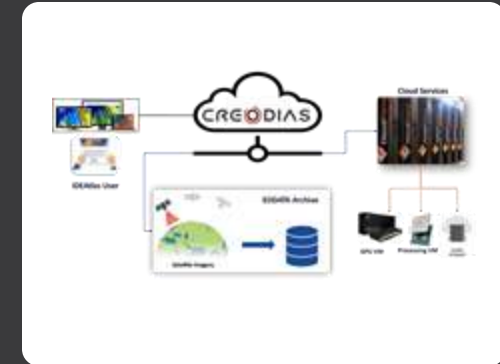 CREODIAS
Cloud Services
IDEAtlas User
EODATA Archive
Satellite Imagery
GPU VM
Processing VM